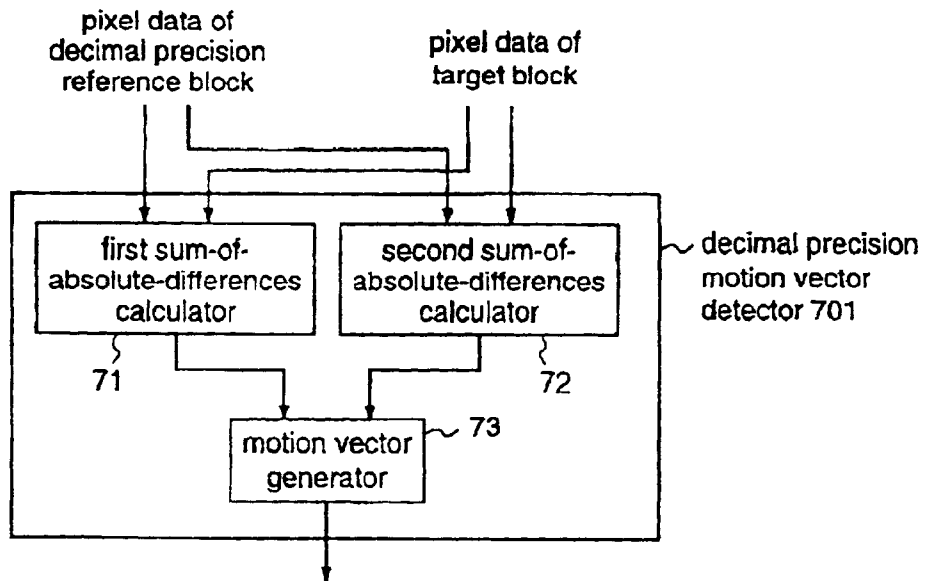 pixel data of
decimal precision
reference block
pixel data of
target block
first sum-of-
absolute-differences
calculator
second sum-of-
absolute-differences
calculator
decimal precision
motion vector
detector 701
71
72
motion vector
generator
73